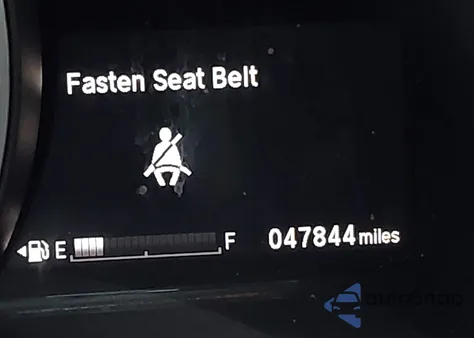 Fasten Seat Belt
E F 047844 miles